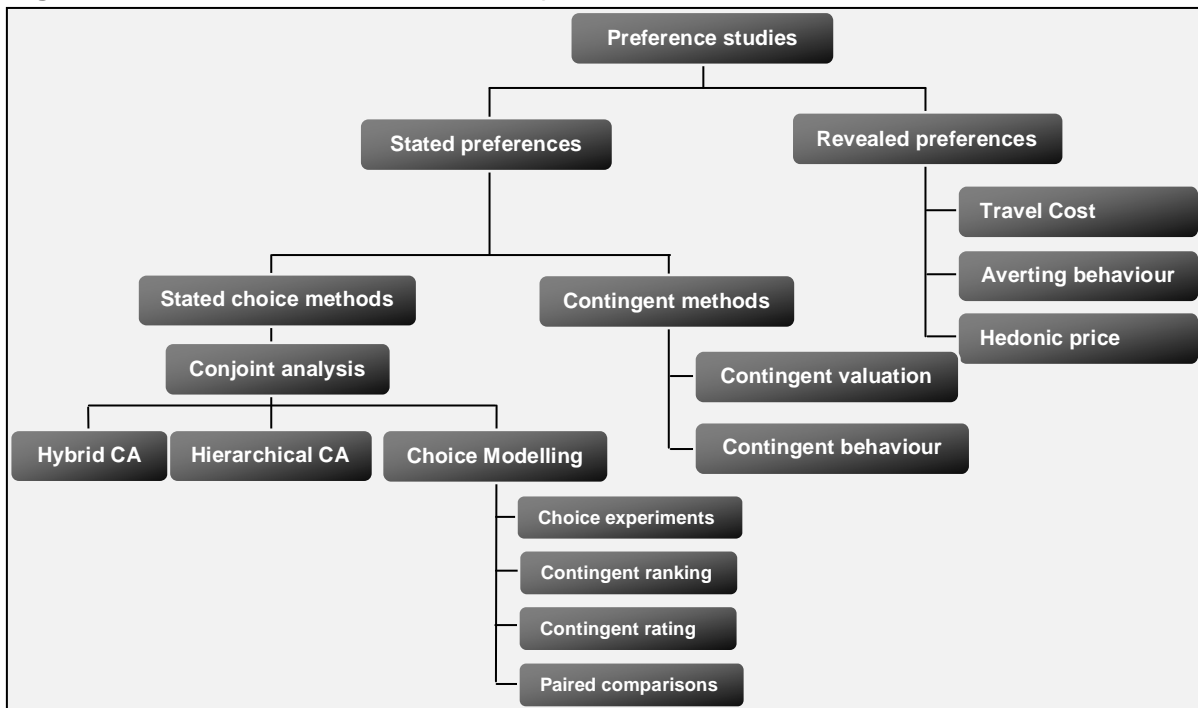 Preference studies
Stated preferences
Revealed preferences
Travel Cost
Averting behaviour
Hedonic price
Stated choice methods
Contingent methods
Conjoint analysis
Contingent valuation
Contingent behaviour
Hybrid CA
Hierarchical CA
Choice Modelling
Choice experiments
Contingent ranking
Contingent rating
Paired comparisons